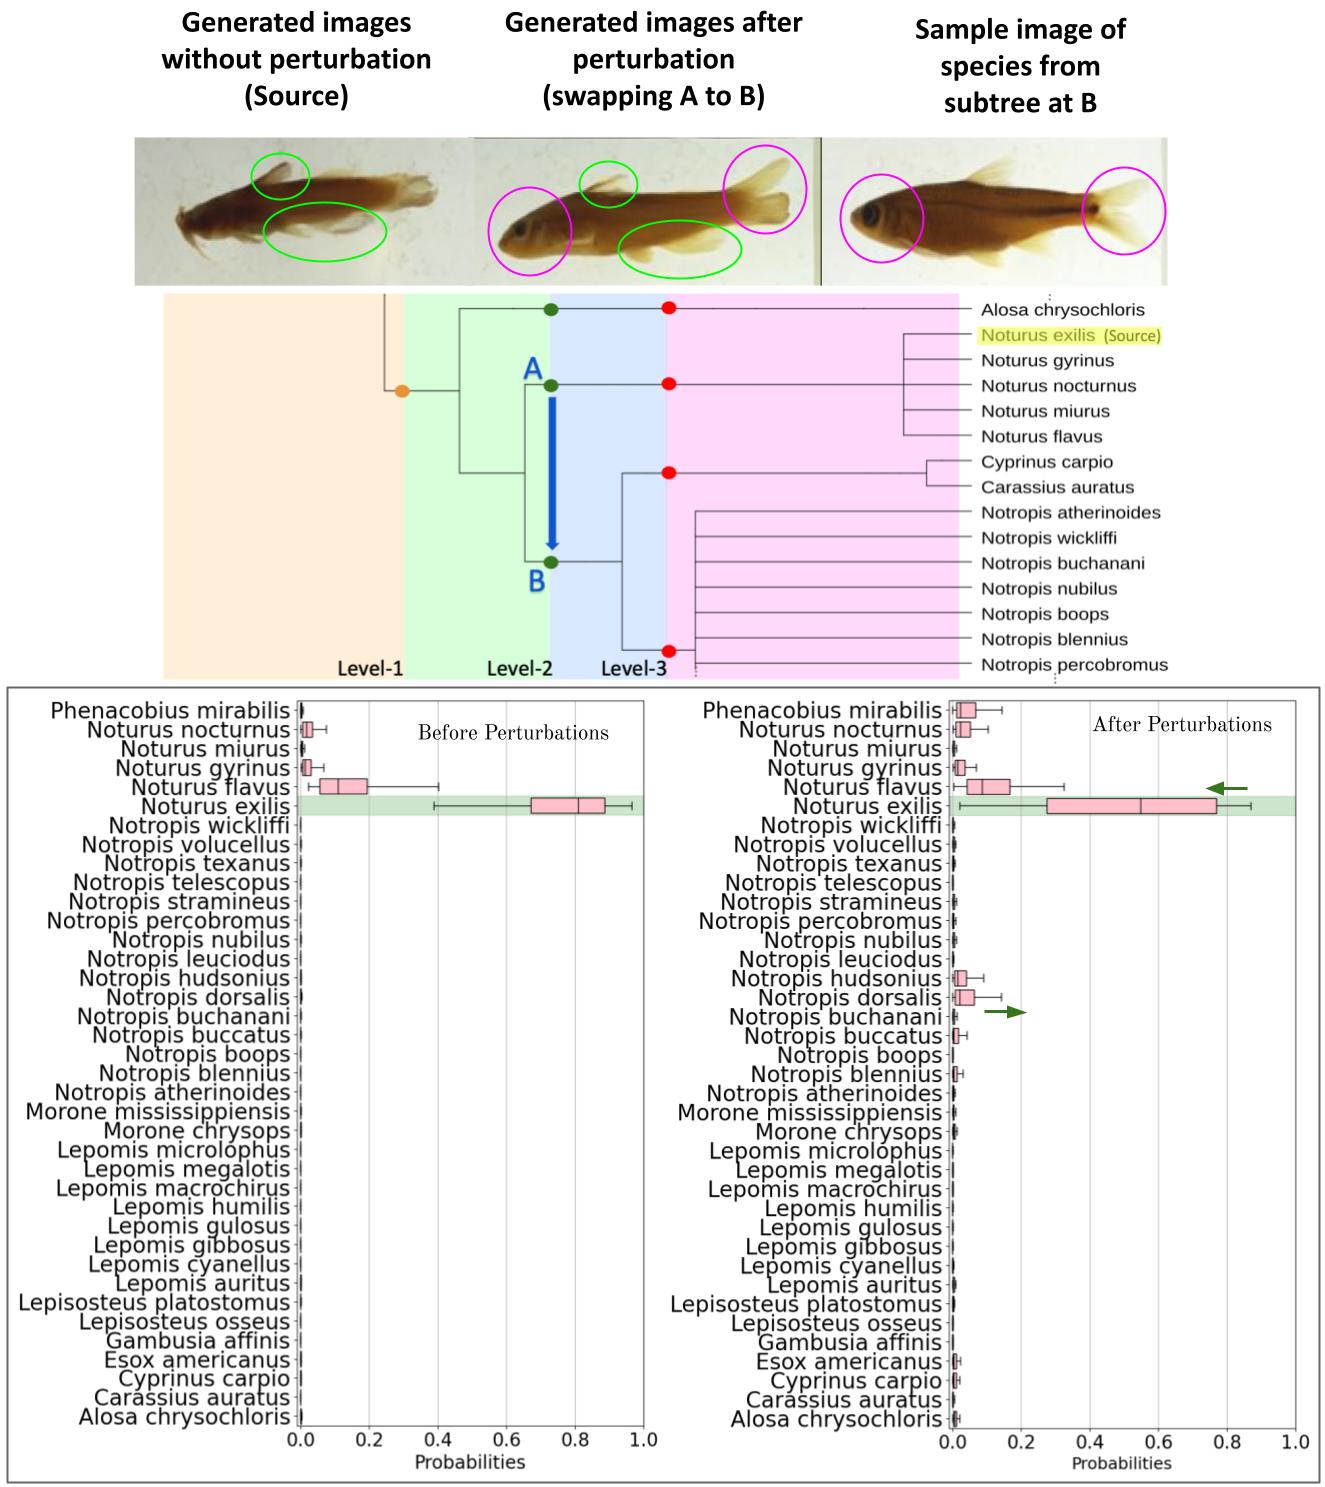 Generated images
without perturbation
(Source)
Generated images after
perturbation
(swapping A to B)
Sample image of
species from
subtree at B
Alosa chrysochloris
Noturus exilis (Source)
Noturus gyrinus
A
Noturus nocturnus
Noturus miurus
Noturus flavus
Cyprinus carpio
Carassius auratus
Notropis atherinoides
Notropis wickliffi
Notropis buchanani
B
Notropis nubilus
Notropis boops
Notropis blennius
Notropis percobromus
Level-1
Level-2
Level-3
Before Perturbations
Phenacobius mirabilis
Noturus nocturnus
Noturus miurus
Noturus gyrinus
Noturus flavus
Noturus exilis
Notropis wickliffi
Notropis volucellus
Notropis texanus
Notropis telescopus
Notropis stramineus
Notropis percobromus
Notropis nubilus
Notropis leuciodus
Notropis hudsonius
Notropis dorsalis
Notropis buchanani
Notropis buccatus
Notropis boops
Notropis blennius
Notropis atherinoides
Morone mississippiensis
Morone chrysops
Lepomis microlophus
Lepomis megalotis
Lepomis macrochirus
Lepomis humilis
Lepomis gulosus
Lepomis gibbosus
Lepomis cyanellus
Lepomis auritus
Lepisosteus platostomus
Lepisosteus osseus
Gambusia affinis
Esox americanus
Cyprinus carpio
Carassius auratus
Alosa chrysochloris
0.0 0.2 0.4 0.6 0.8 1.0
Probabilities
After Perturbations
Phenacobius mirabilis
Noturus nocturnus
Noturus miurus
Noturus gyrinus
Noturus flavus
Noturus exilis
Notropis wickliffi
Notropis volucellus
Notropis texanus
Notropis telescopus
Notropis stramineus
Notropis percobromus
Notropis nubilus
Notropis leuciodus
Notropis hudsonius
Notropis dorsalis
Notropis buchanani
Notropis buccatus
Notropis boops
Notropis blennius
Notropis atherinoides
Morone mississippiensis
Morone chrysops
Lepomis microlophus
Lepomis megalotis
Lepomis macrochirus
Lepomis humilis
Lepomis gulosus
Lepomis gibbosus
Lepomis cyanellus
Lepomis auritus
Lepisosteus platostomus
Lepisosteus osseus
Gambusia affinis
Esox americanus
Cyprinus carpio
Carassius auratus
Alosa chrysochloris
0.0 0.2 0.4 0.6 0.8 1.0
Probabilities